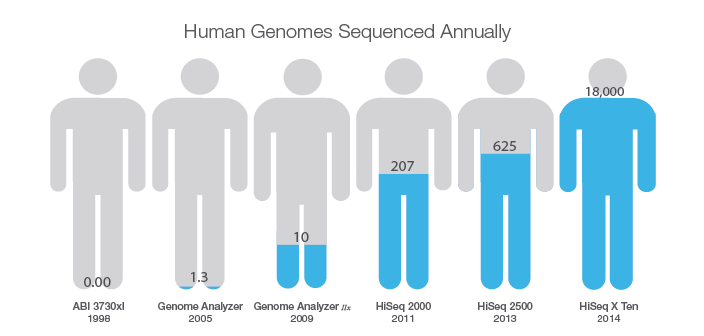 Human Genomes Sequenced Annually
0.00
1.3
10
207
625
18,000
ABI 3730xl
1998
Genome Analyzer
2005
Genome Analyzer IIx
2009
HiSeq 2000
2011
HiSeq 2500
2013
HiSeq X Ten
2014